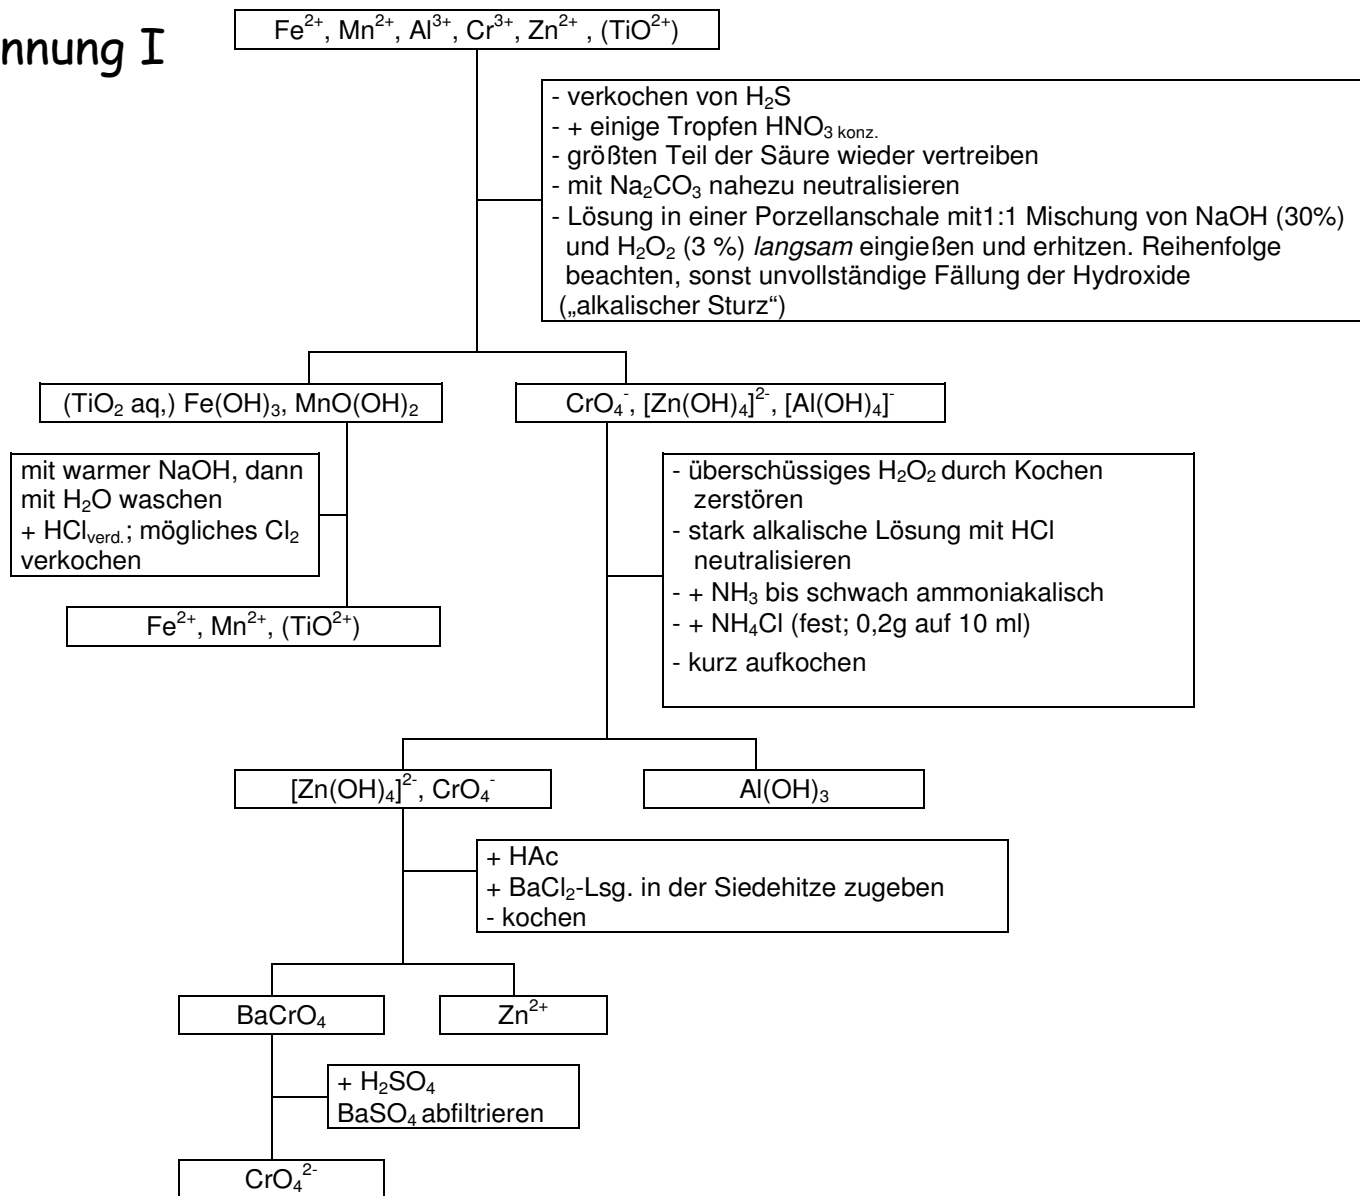 nnung I
Fe²⁺, Mn²⁺, Al³⁺, Cr³⁺, Zn²⁺ , (TiO²⁺)
- verkochen von H₂S
- + einige Tropfen HNO₃ konz.
- größten Teil der Säure wieder vertreiben
- mit Na₂CO₃ nahezu neutralisieren
- Lösung in einer Porzellanschale mit1:1 Mischung von NaOH (30%)
und H₂O₂ (3 %) langsam eingießen und erhitzen. Reihenfolge
beachten, sonst unvollständige Fällung der Hydroxide
(„alkalischer Sturz“)
(TiO₂ aq,) Fe(OH)₃, MnO(OH)₂
CrO₄⁻, [Zn(OH)₄]²⁻, [Al(OH)₄]⁻
mit warmer NaOH, dann
mit H₂O waschen
+ HClverd.; mögliches Cl₂
verkochen
- überschüssiges H₂O₂ durch Kochen
zerstören
- stark alkalische Lösung mit HCl
neutralisieren
- + NH₃ bis schwach ammoniakalisch
- + NH₄Cl (fest; 0,2g auf 10 ml)
- kurz aufkochen
Fe²⁺, Mn²⁺, (TiO²⁺)
[Zn(OH)₄]²⁻, CrO₄⁻
Al(OH)₃
+ HAc
+ BaCl₂-Lsg. in der Siedehitze zugeben
- kochen
BaCrO₄
Zn²⁺
+ H₂SO₄
BaSO₄ abfiltrieren
CrO₄²⁻